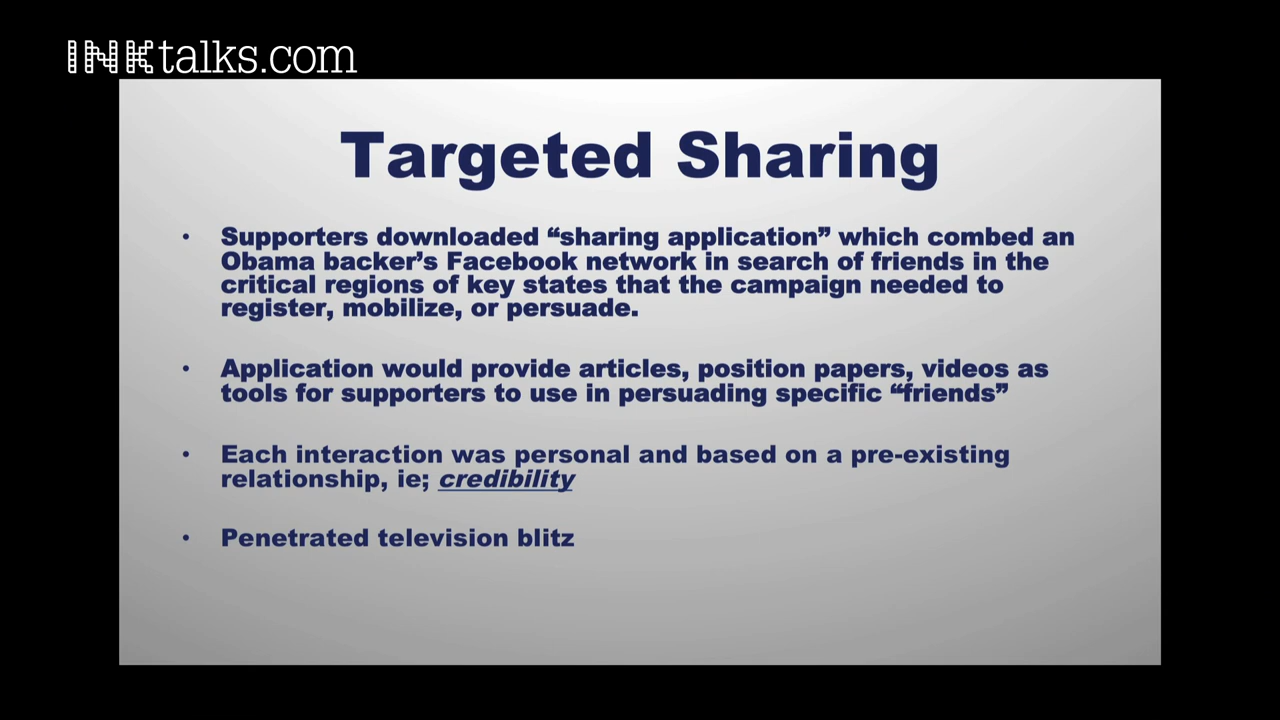 INKtalks.com
Targeted Sharing
• Supporters downloaded “sharing application” which combed an
Obama backer’s Facebook network in search of friends in the
critical regions of key states that the campaign needed to
register, mobilize, or persuade.
• Application would provide articles, position papers, videos as
tools for supporters to use in persuading specific “friends”
• Each interaction was personal and based on a pre-existing
relationship, ie; credibility
• Penetrated television blitz